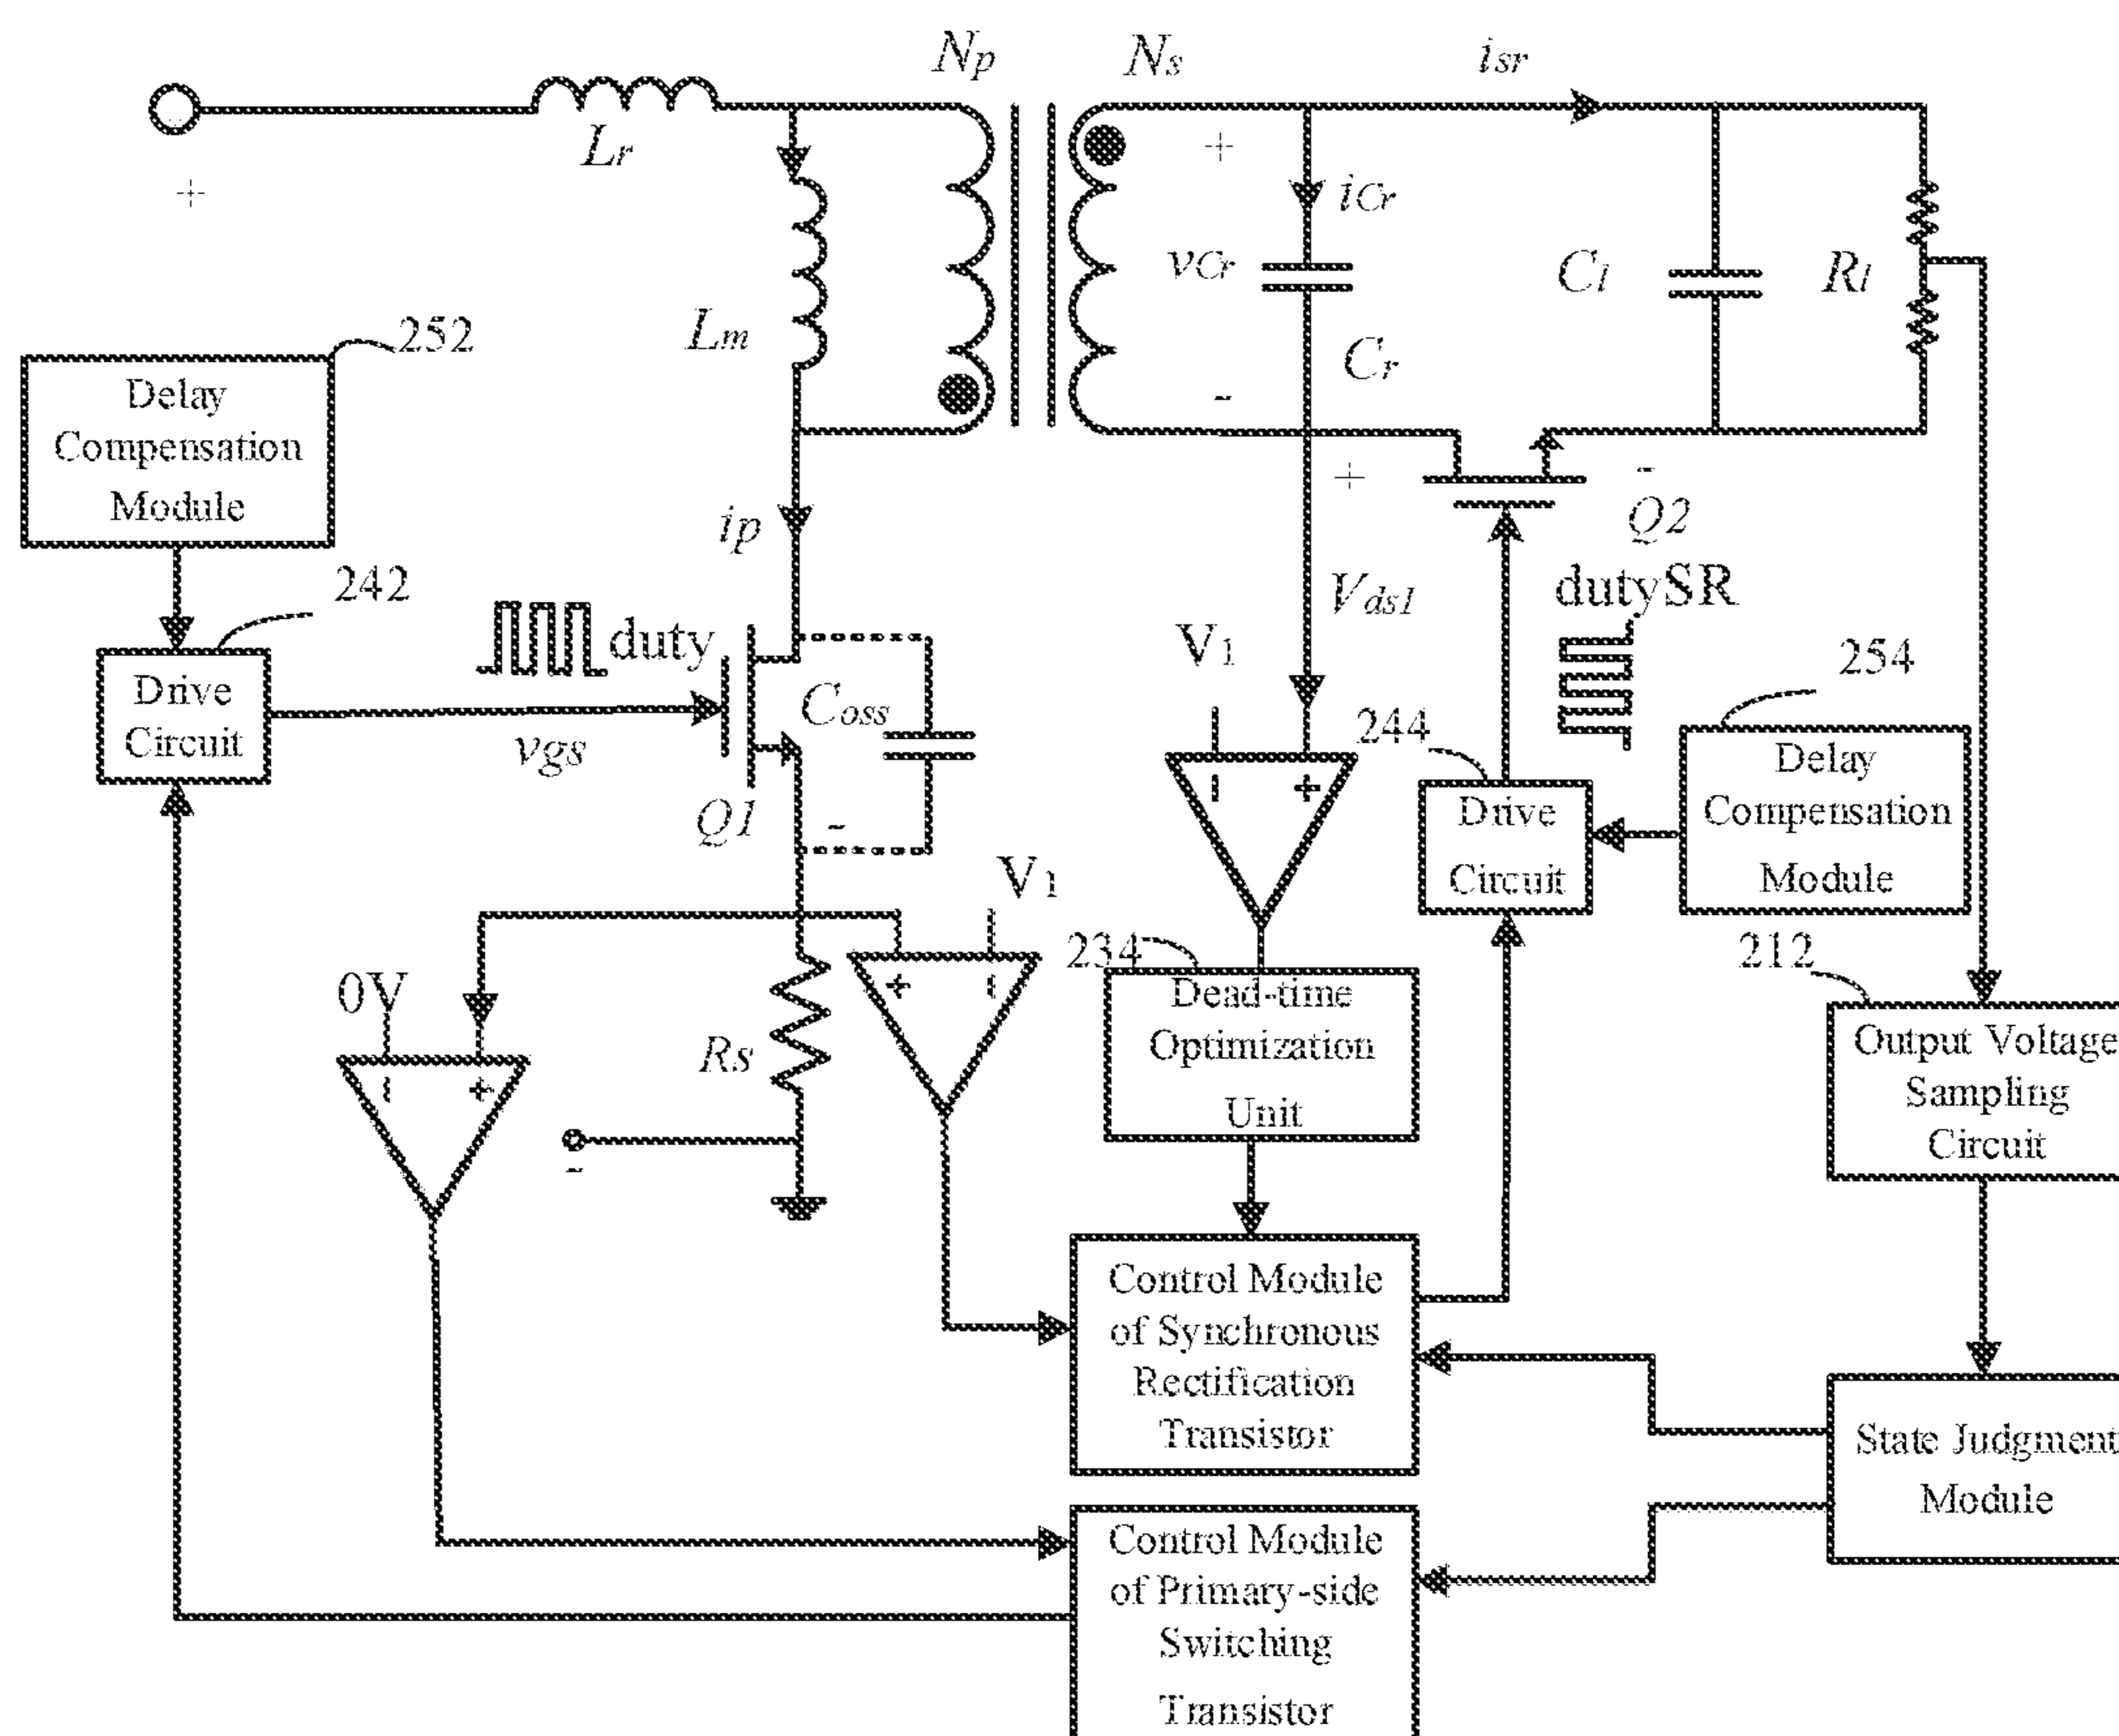 Np
Ns
isr
Lr
+
+
iCr
vCr
Cl
Rl
Lm
Cr
252
Delay
Compensation
Module
-
+
-
Q2
ip
242
dutySR
Vds1
duty
V1
254
Drive
Circuit
vgs
Coss
244
Delay
Compensation
Module
Q1
-
- +
Drive
Circuit
V1
234
212
0V
+ -
Dead-time
Optimization
Unit
Output Voltage
Sampling
Circuit
Rs
- +
-
Control Module
of Synchronous
Rectification
Transistor
State Judgment
Module
Control Module
of Primary-side
Switching
Transistor